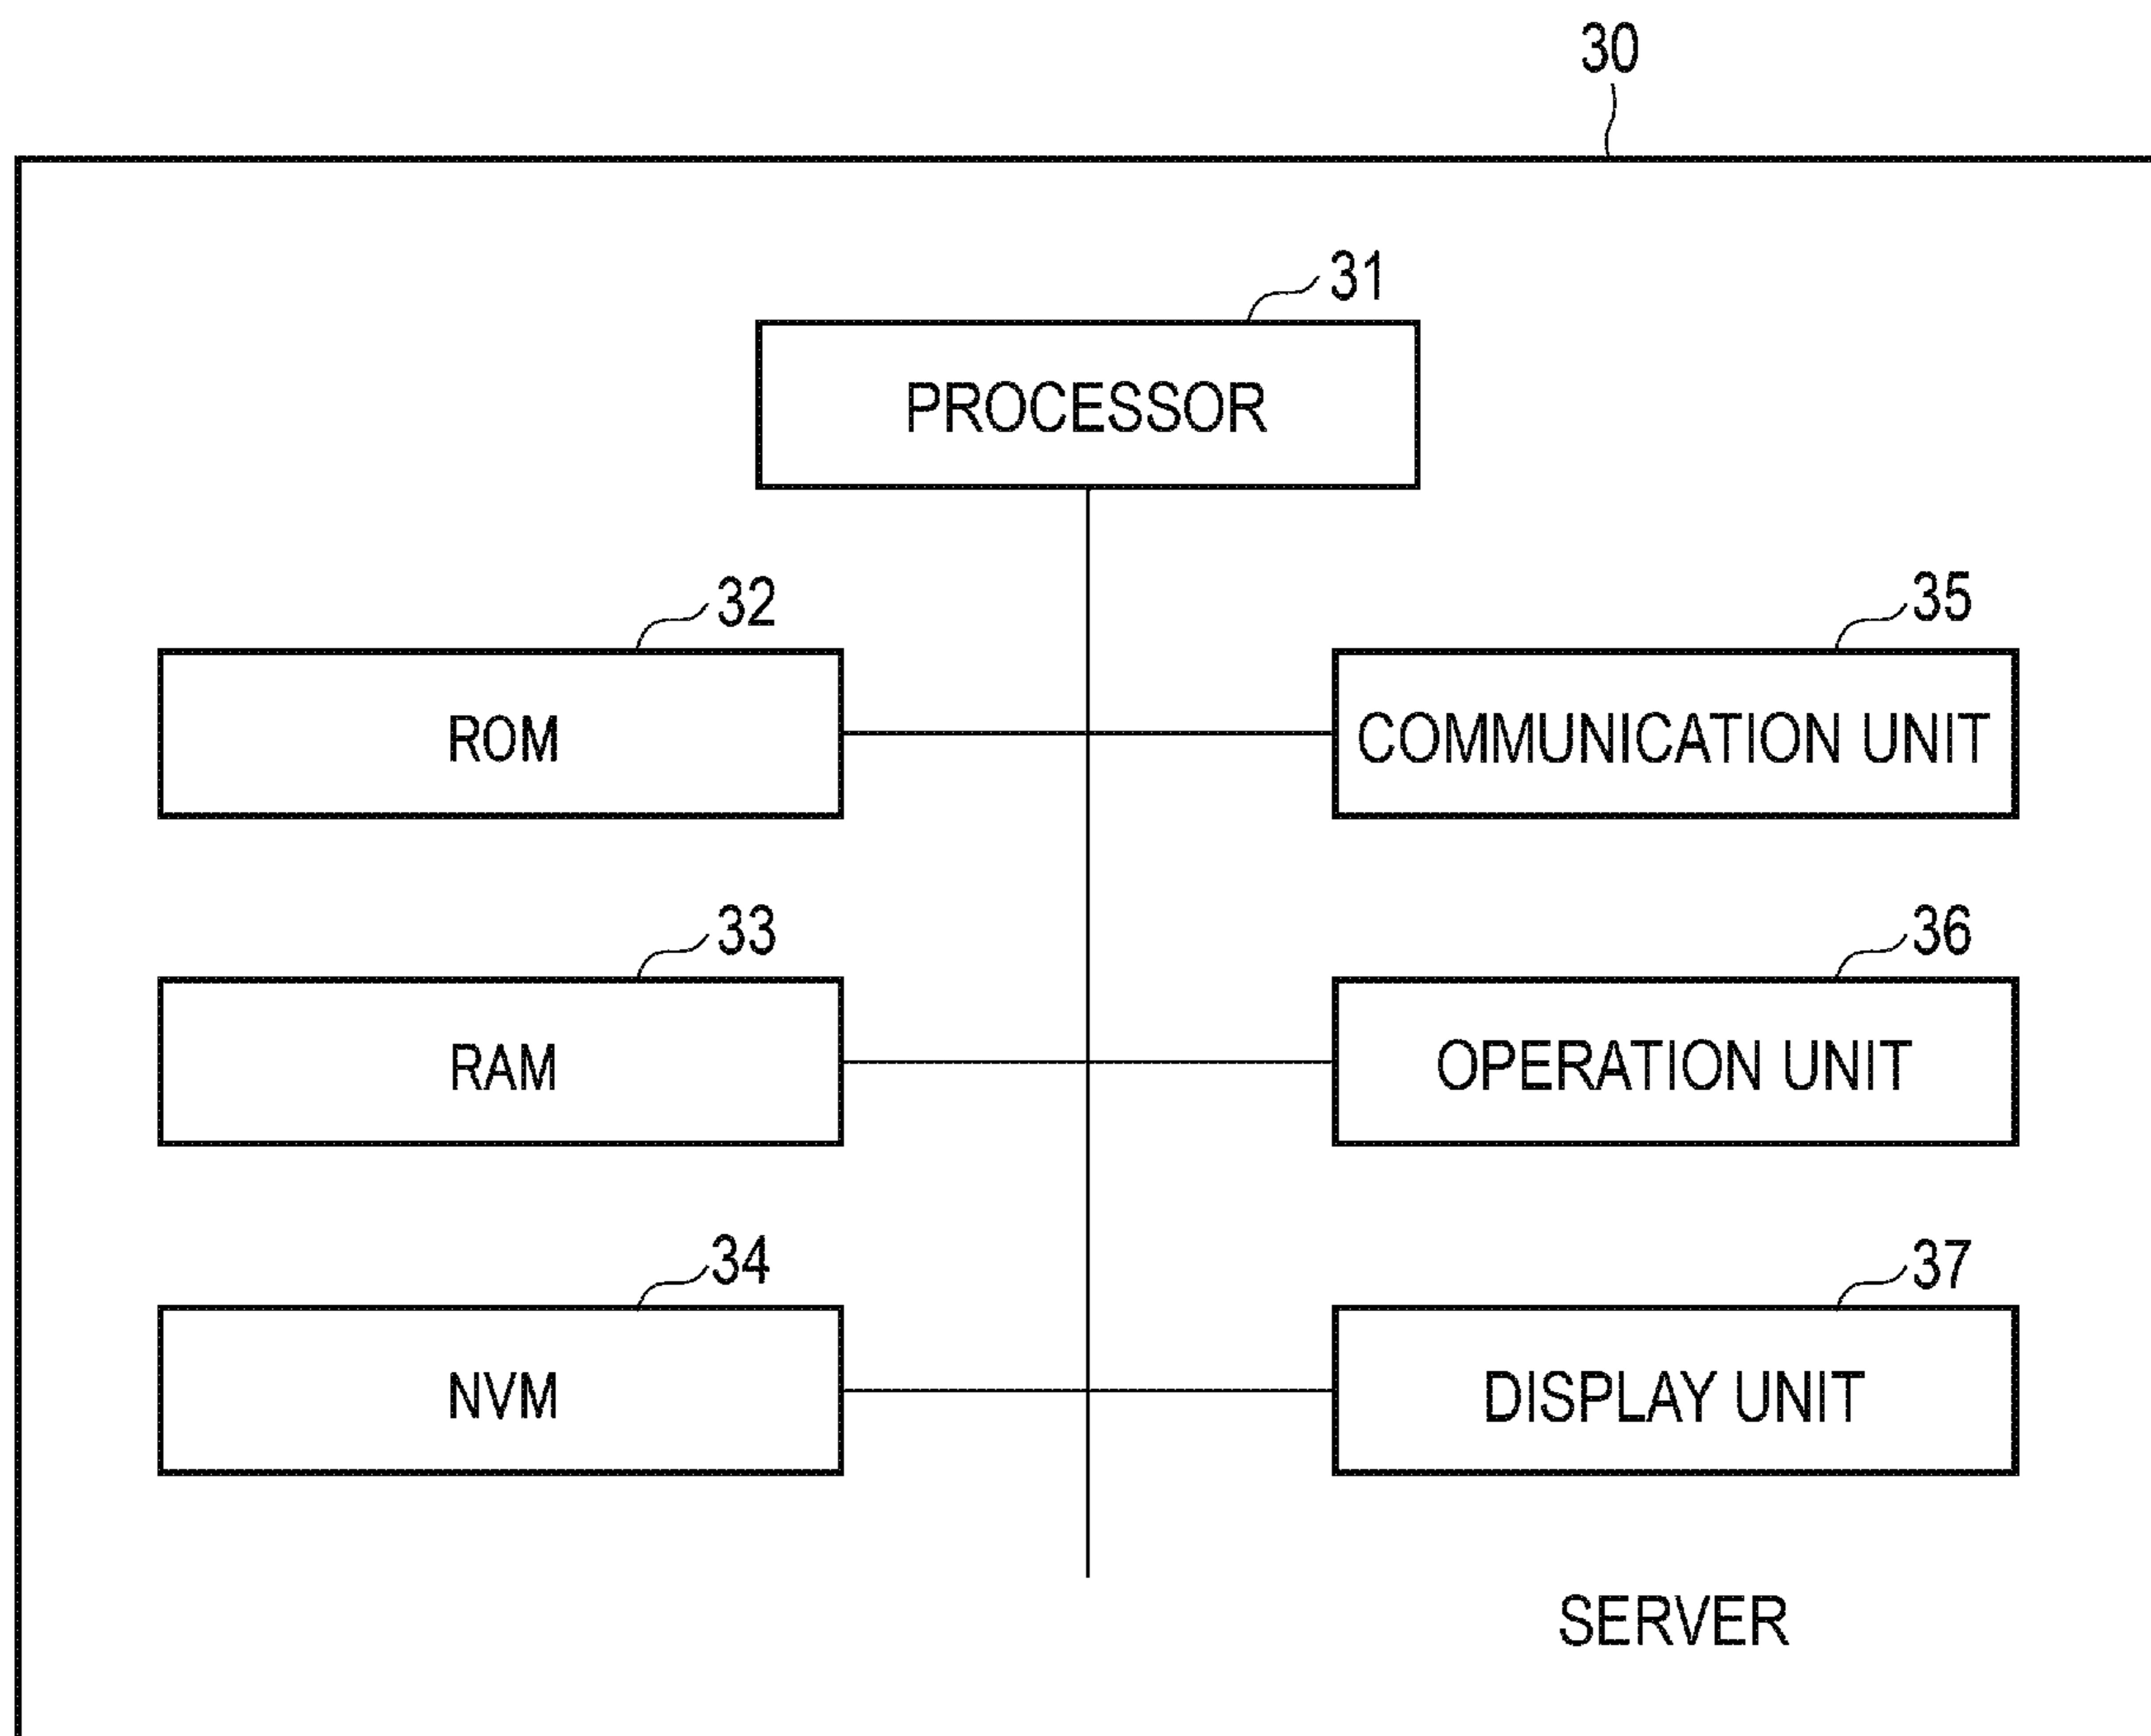 30
31
PROCESSOR
32
35
ROM
COMMUNICATION UNIT
33
36
RAM
OPERATION UNIT
34
37
NVM
DISPLAY UNIT
SERVER